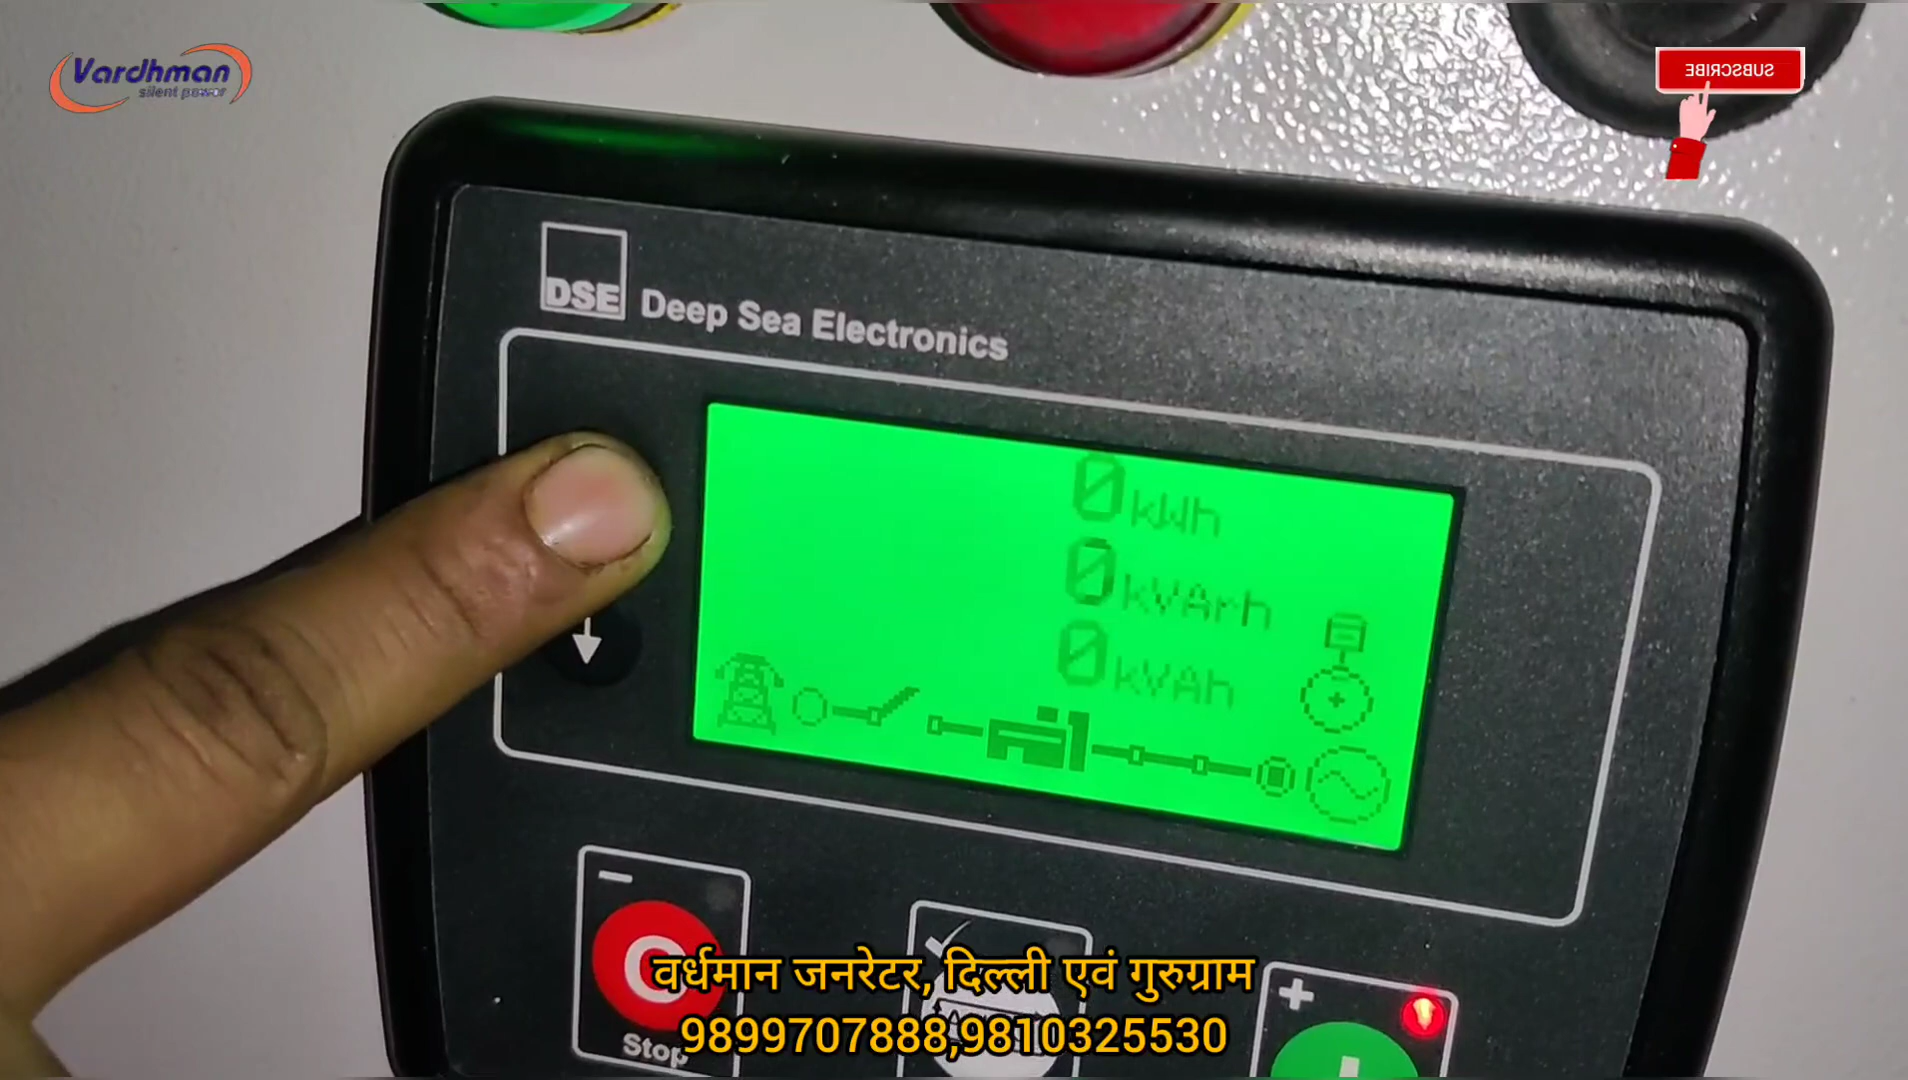 Vardhman
silent power
SUBSCRIBE
DSE Deep Sea Electronics
0 kWh
0 kVArh
0 kVAh
Stop
वर्धमान जनरेटर, दिल्ली एवं गुरुग्राम
9899707888,9810325530